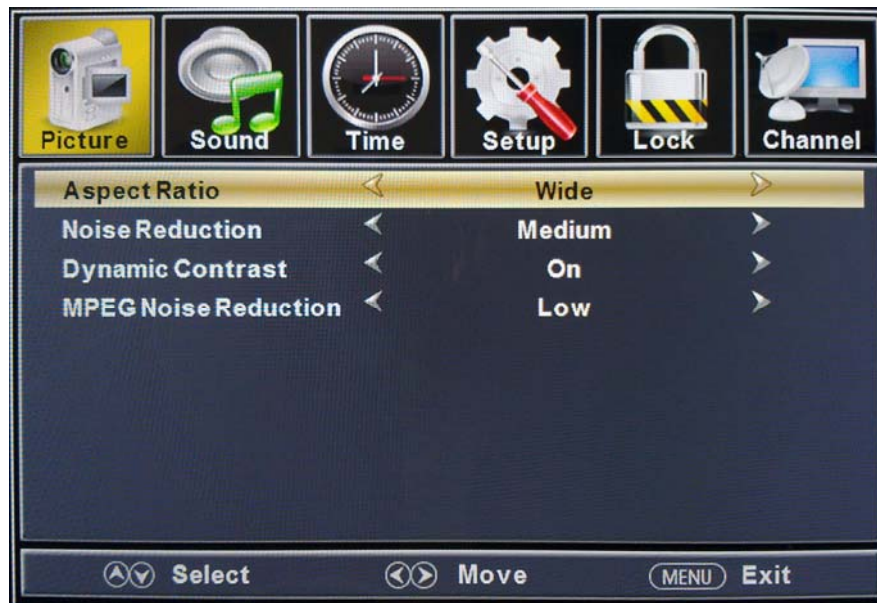 Picture Sound Time Setup Lock Channel
Aspect Ratio Wide
Noise Reduction Medium
Dynamic Contrast On
MPEG Noise Reduction Low
Select Move MENU Exit